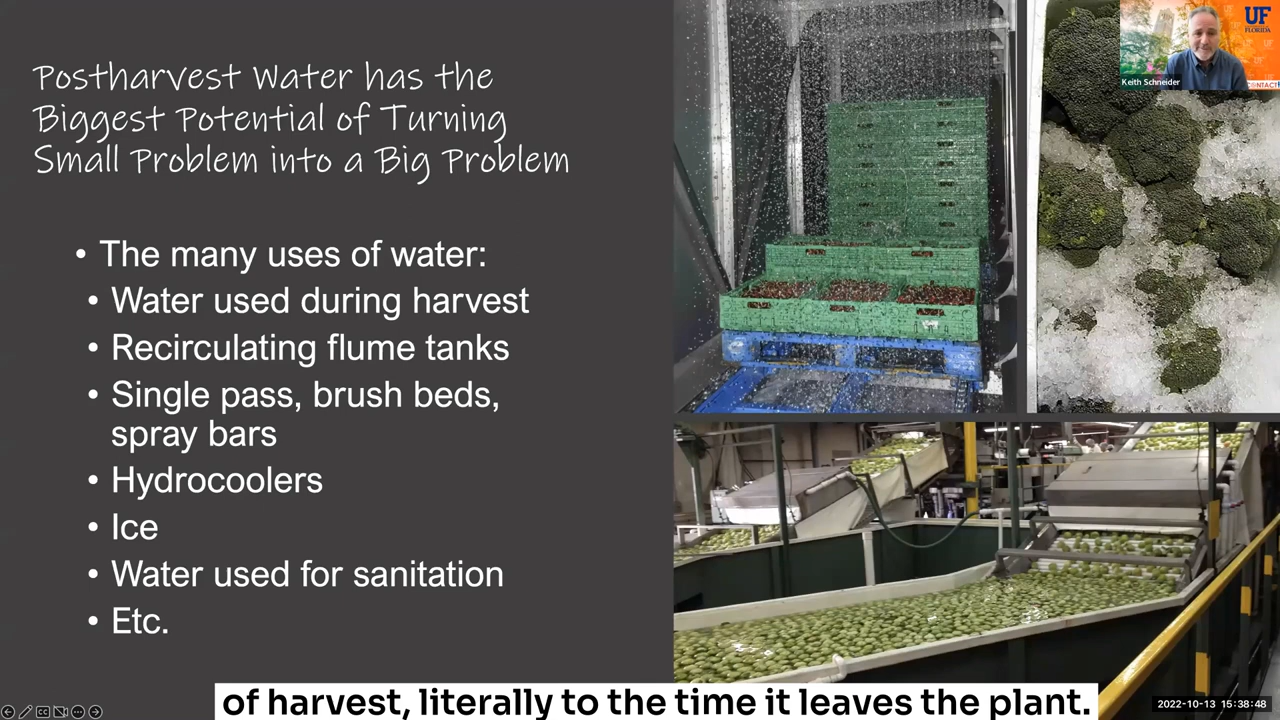 Postharvest Water has the
Biggest Potential of Turning
Small Problem into a Big Problem
• The many uses of water:
• Water used during harvest
• Recirculating flume tanks
• Single pass, brush beds,
spray bars
• Hydrocoolers
• Ice
• Water used for sanitation
• Etc.
UF
FLORIDA
Keith Schneider
of harvest, literally to the time it leaves the plant.
2022-10-13 15:38:48